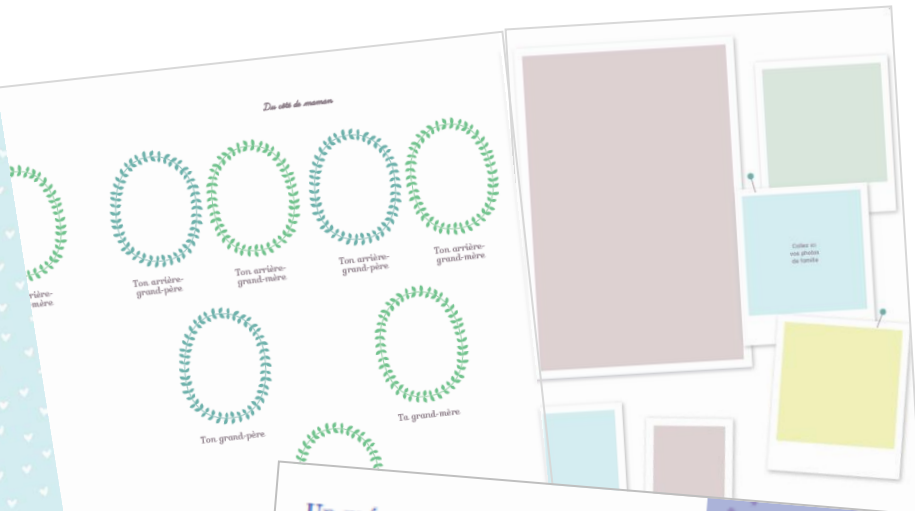 Du côté de maman
Ton arrière-
grand-père
Ton arrière-
grand-mère
Ton arrière-
grand-père
Ton arrière-
grand-mère
Ton grand-père
Ta grand-mère
Collez ici
vos photos
de famille